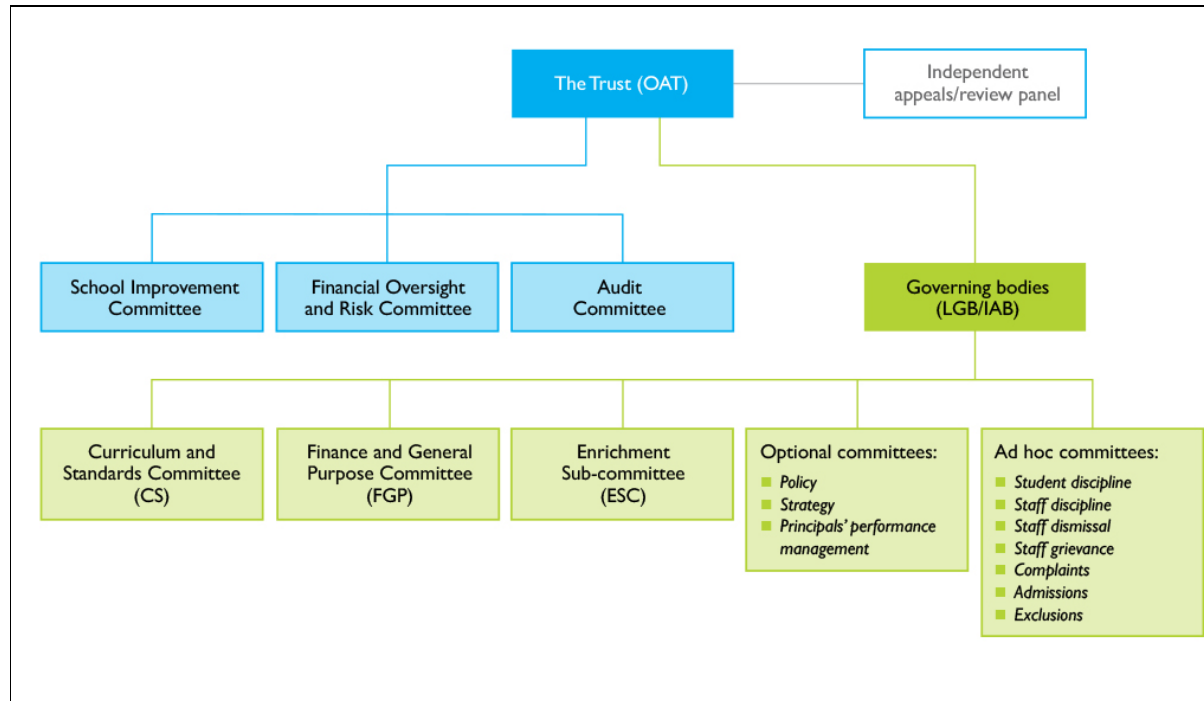 The Trust (OAT)
Independent
appeals/review panel
School Improvement
Committee
Financial Oversight
and Risk Committee
Audit
Committee
Governing bodies
(LGB/IAB)
Curriculum and
Standards Committee
(CS)
Finance and General
Purpose Committee
(FGP)
Enrichment
Sub-committee
(ESC)
Optional committees:
Policy
Strategy
Principals’ performance
management
Ad hoc committees:
Student discipline
Staff discipline
Staff dismissal
Staff grievance
Complaints
Admissions
Exclusions